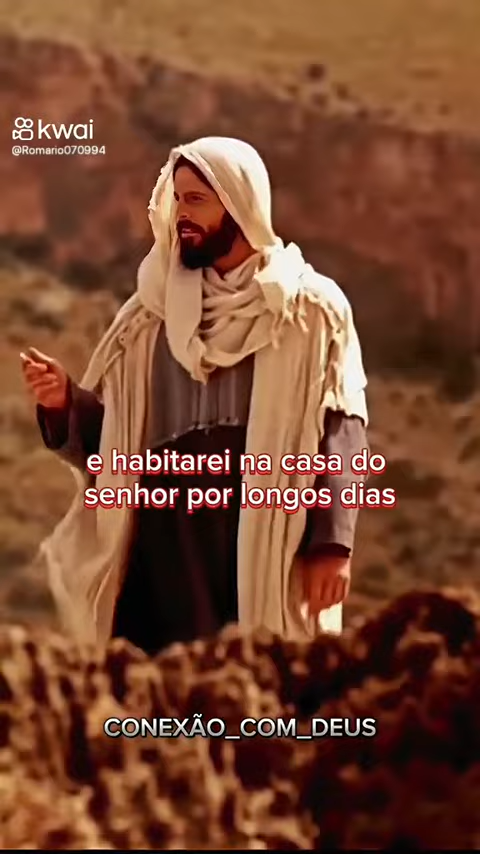 kwai
@Romario070994
e habitarei na casa do
senhor por longos dias
CONEXÃO_COM_DEUS